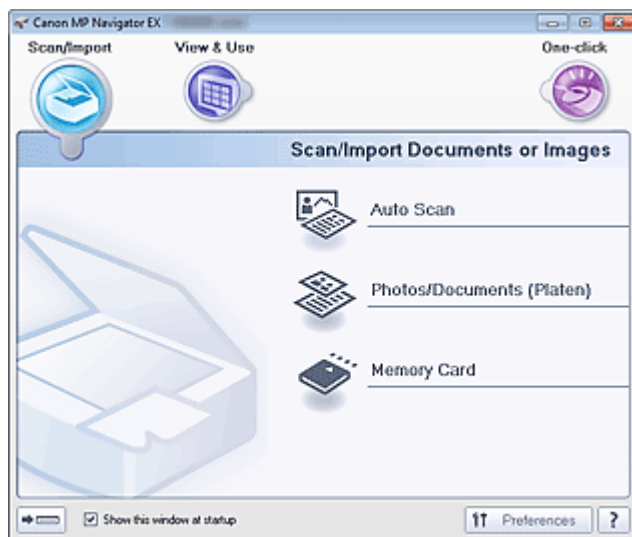 Canon MP Navigator EX
Scan/Import
View & Use
One-click
Scan/Import Documents or Images
Auto Scan
Photos/Documents (Platen)
Memory Card
Show this window at startup
Preferences
?